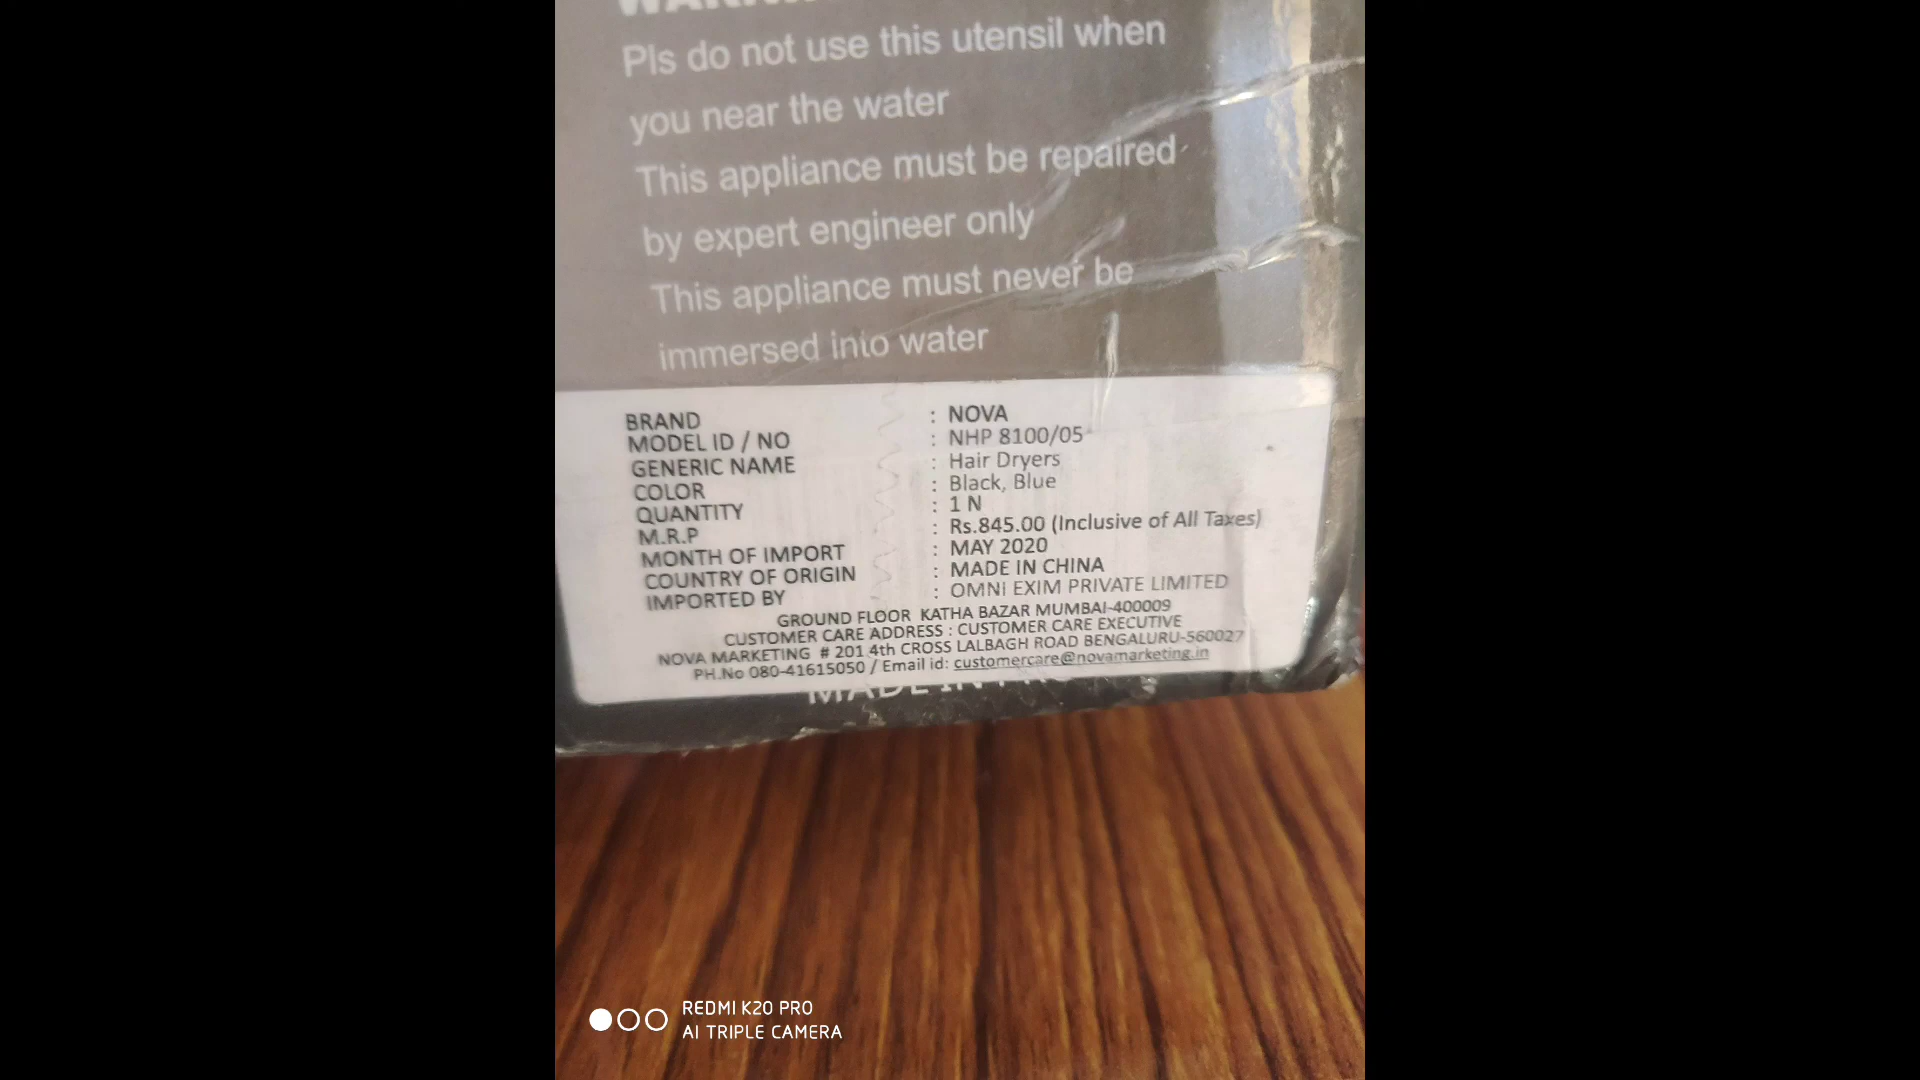 Pls do not use this utensil when
you near the water
This appliance must be repaired
by expert engineer only
This appliance must never be
immersed into water
BRAND : NOVA
MODEL ID / NO : NHP 8100/05
GENERIC NAME : Hair Dryers
COLOR : Black, Blue
QUANTITY : 1 N
M.R.P : Rs.845.00 (Inclusive of All Taxes)
MONTH OF IMPORT : MAY 2020
COUNTRY OF ORIGIN : MADE IN CHINA
IMPORTED BY : OMNI EXIM PRIVATE LIMITED
GROUND FLOOR KATHA BAZAR MUMBAI-400009
CUSTOMER CARE ADDRESS : CUSTOMER CARE EXECUTIVE
NOVA MARKETING # 201 4th CROSS LALBAGH ROAD BENGALURU-560027
PH.No 080-41615050 / Email id: customercare@novamarketing.in
MADE IN
REDMI K20 PRO
AI TRIPLE CAMERA